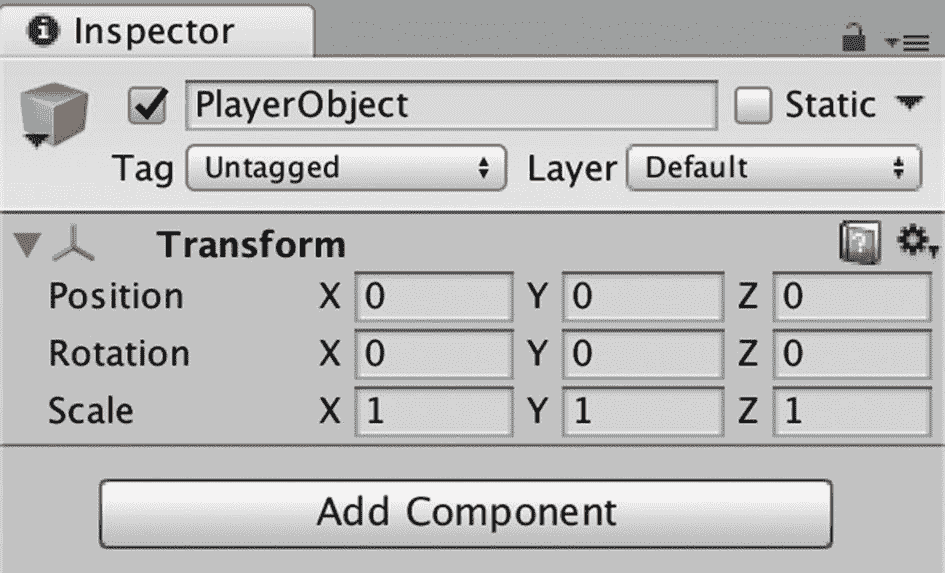 Inspector
PlayerObject Static
Tag Untagged Layer Default
Transform
Position X 0 Y 0 Z 0
Rotation X 0 Y 0 Z 0
Scale X 1 Y 1 Z 1
Add Component